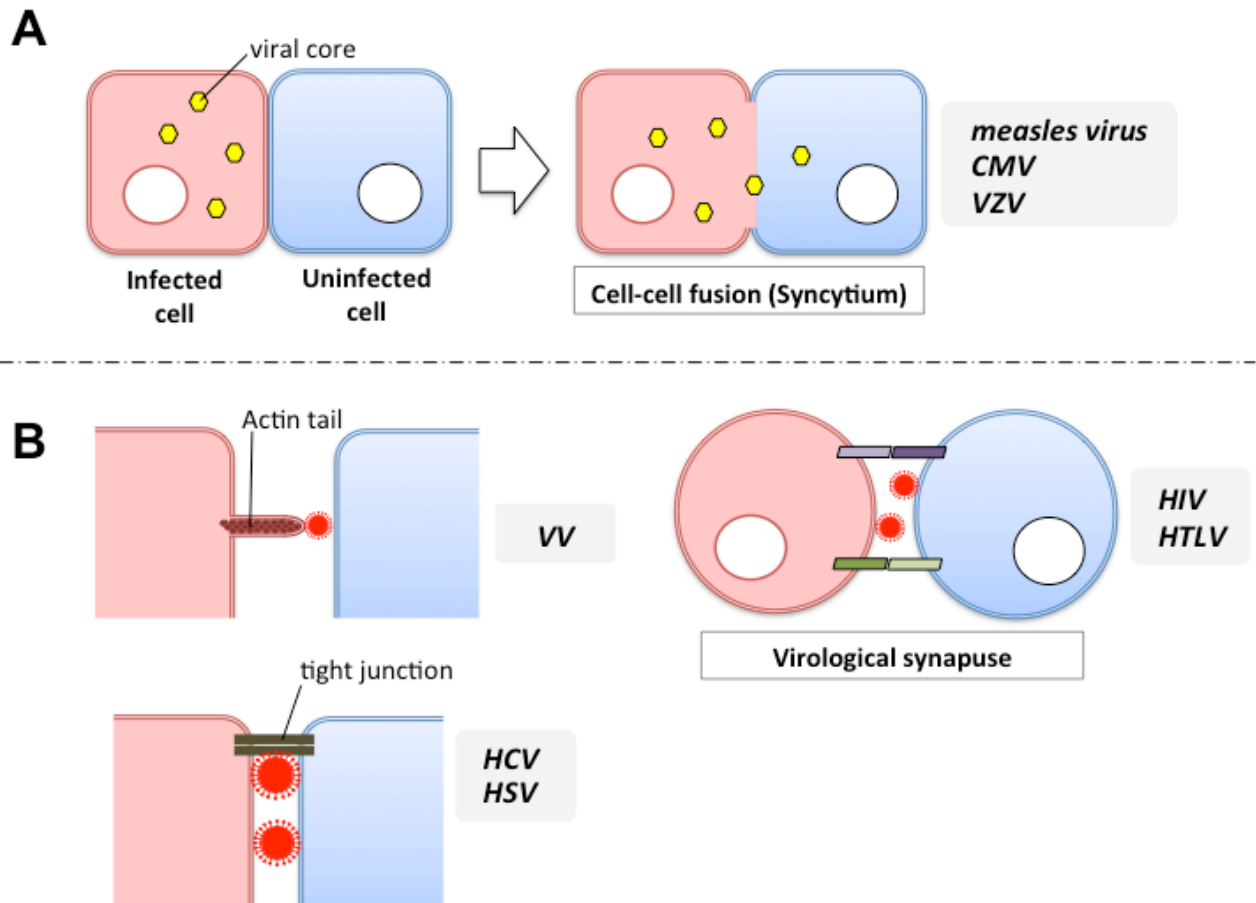 A
viral core
Infected
cell
Uninfected
cell
Cell-cell fusion (Syncytium)
measles virus
CMV
VZV
B
Actin tail
VV
HIV
HTLV
Virological synapuse
tight junction
HCV
HSV